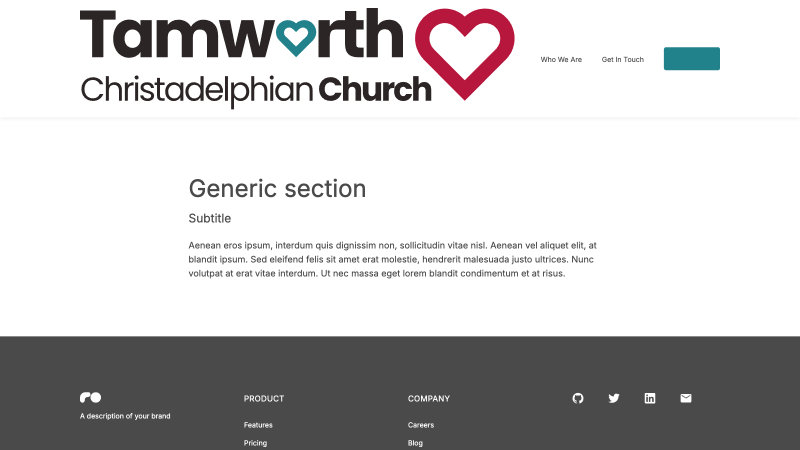 Tamworth
Christadelphian Church
Who We Are
Get In Touch
Generic section
Subtitle
Aenean eros ipsum, interdum quis dignissim non, sollicitudin vitae nisl. Aenean vel aliquet elit, at
blandit ipsum. Sed eleifend felis sit amet erat molestie, hendrerit malesuada justo ultrices. Nunc
volutpat at erat vitae interdum. Ut nec massa eget lorem blandit condimentum et at risus.
A description of your brand
PRODUCT
Features
Pricing
COMPANY
Careers
Blog